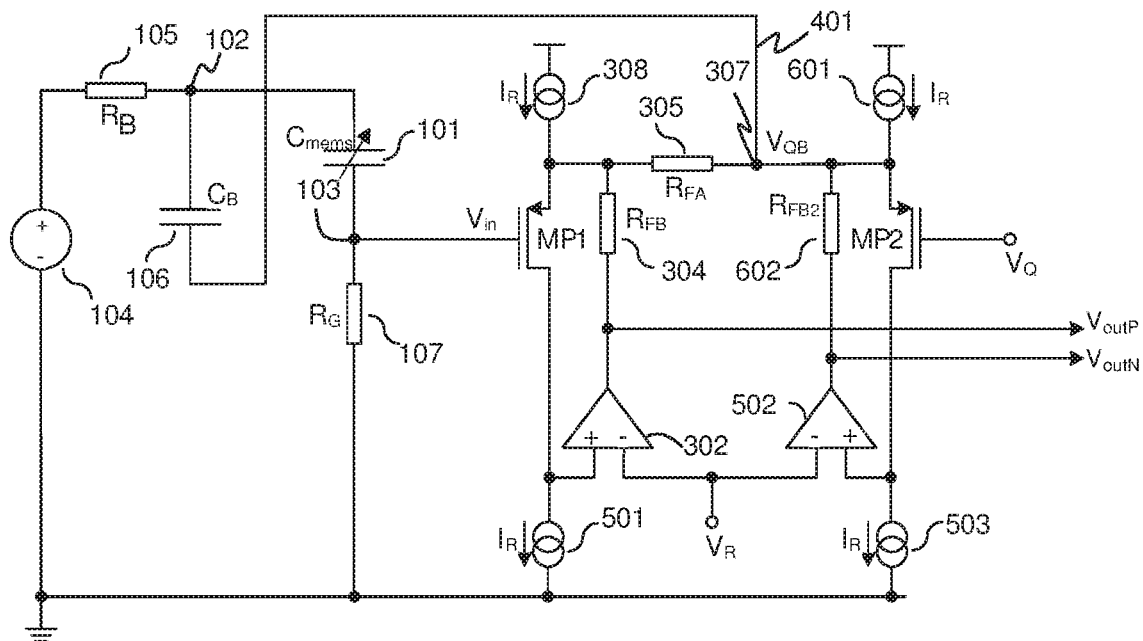 105
102
401
308
307
601
I_R
I_R
R_B
305
V_QB
C_mems
101
103
R_FA
C_B
V_in
MP1
R_FB
R_FB2
MP2
V_Q
+
-
106
304
602
104
R_G
107
V_outP
V_outN
502
+ -
302
- +
501
503
I_R
V_R
I_R